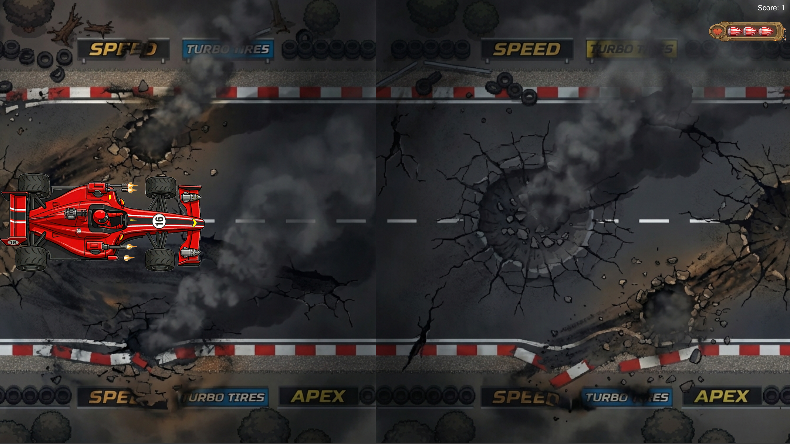 Score: 1
SPEED
TURBO TIRES
SPEED
TURBO TIRES
16
SPEED
TURBO TIRES
APEX
SPEED
TURBO TIRES
APEX